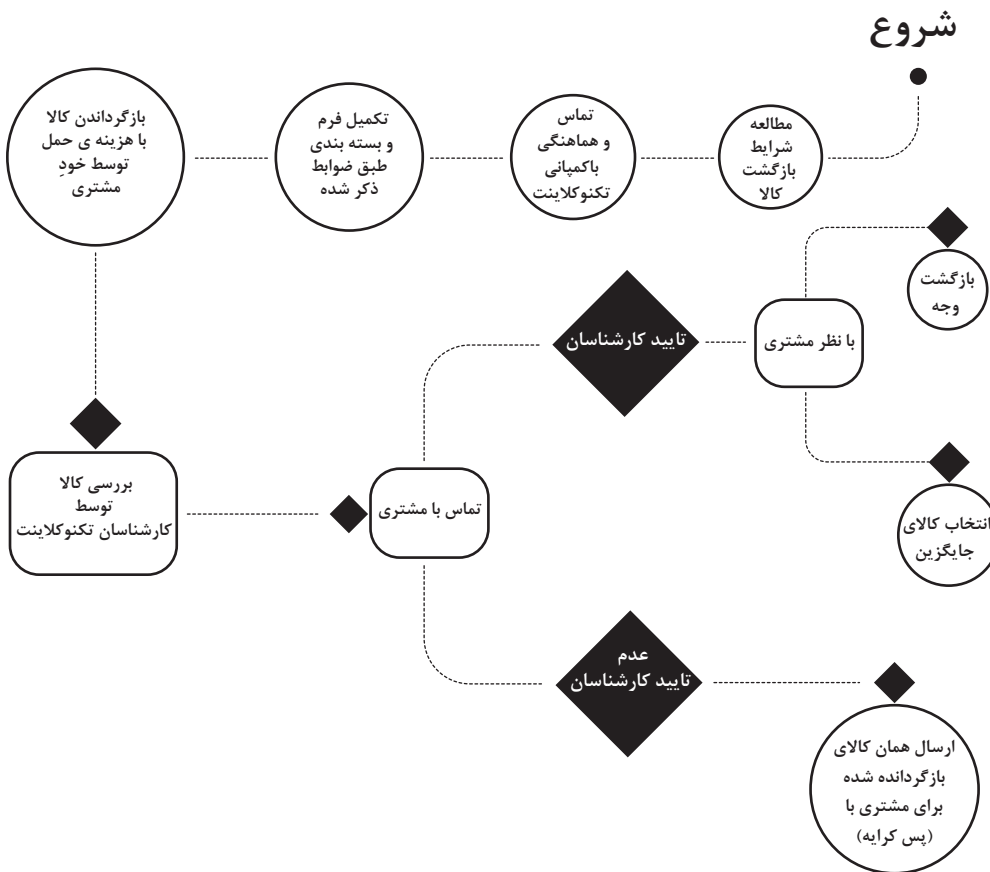 شروع
مطالعه
شرایط
بازگشت
کالا
تماس
و هماهنگی
باکمپانی
تکنوکلاینت
تکمیل فرم
و بسته بندی
طبق ضوابط
ذکر شده
بازگرداندن کالا
با هزینه ی حمل
توسط خودِ
مشتری
بررسی کالا
توسط
کارشناسان تکنوکلاینت
تماس با مشتری
تایید کارشناسان
با نظر مشتری
بازگشت
وجه
انتخاب کالای
جایگزین
عدم
تایید کارشناسان
ارسال همان کالای
بازگردانده شده
برای مشتری با
(پس کرایه)